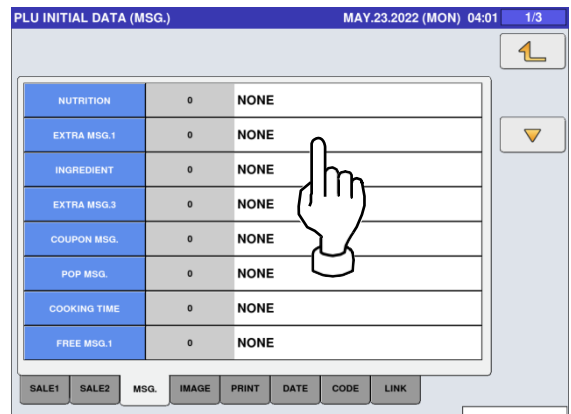 PLU INITIAL DATA (MSG.) MAY.23.2022 (MON) 04:01 1/3
NUTRITION 0 NONE
EXTRA MSG.1 0 NONE
INGREDIENT 0 NONE
EXTRA MSG.3 0 NONE
COUPON MSG. 0 NONE
POP MSG. 0 NONE
COOKING TIME 0 NONE
FREE MSG.1 0 NONE
SALE1 SALE2 MSG. IMAGE PRINT DATE CODE LINK